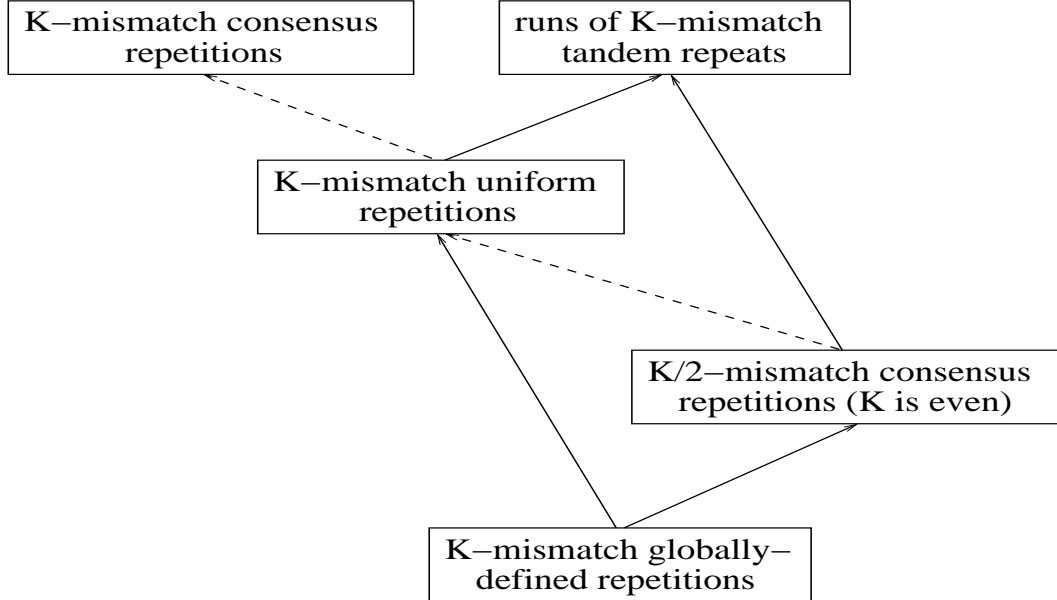 K−mismatch consensus
repetitions
runs of K−mismatch
tandem repeats
K−mismatch uniform
repetitions
K/2−mismatch consensus
repetitions (K is even)
K−mismatch globally−
defined repetitions